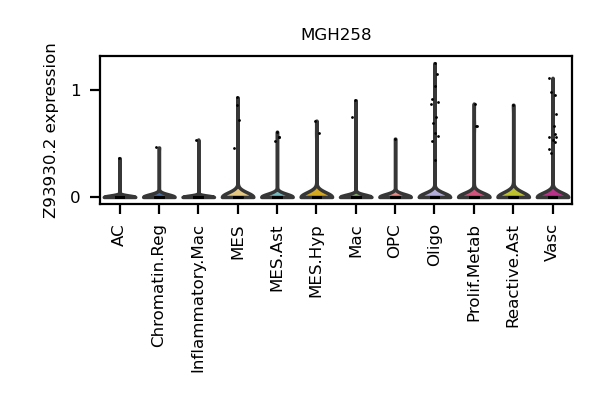 MGH258
Z93930.2 expression
1
0
AC
Chromatin.Reg
Inflammatory.Mac
MES
MES.Ast
MES.Hyp
Mac
OPC
Oligo
Prolif.Metab
Reactive.Ast
Vasc